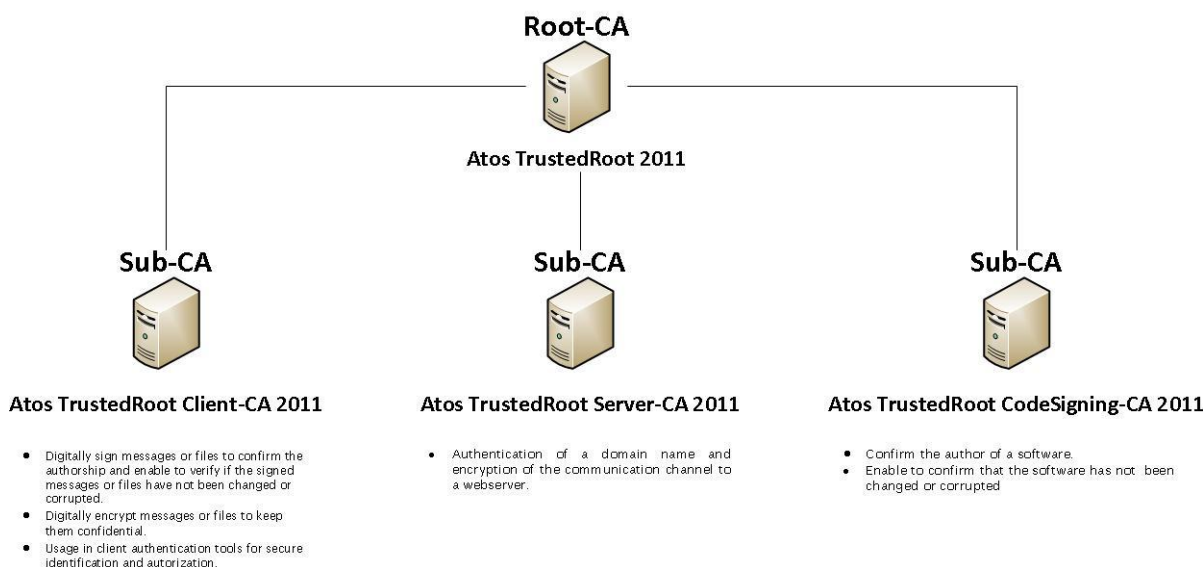 Root-CA
Atos TrustedRoot 2011
Sub-CA
Atos TrustedRoot Client-CA 2011
• Digitally sign messages or files to confirm the
authorship and enable to verify if the signed
messages or files have not been changed or
corrupted.
• Digitally encrypt messages or files to keep
them confidential.
• Usage in client authentication tools for secure
identification and autorization.
Sub-CA
Atos TrustedRoot Server-CA 2011
• Authentication of a domain name and
encryption of the communication channel to
a webserver.
Sub-CA
Atos TrustedRoot CodeSigning-CA 2011
• Confirm the author of a software.
• Enable to confirm that the software has not been
changed or corrupted